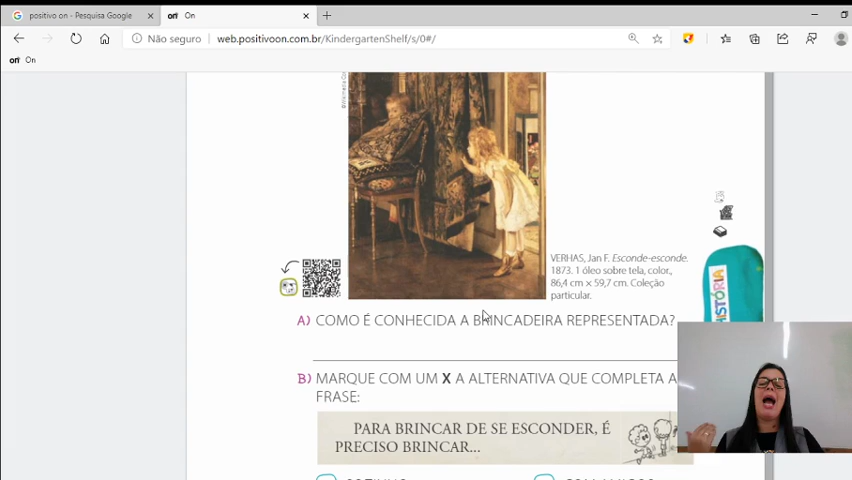 positivo on - Pesquisa Google
On
Não seguro
web.positivoon.com.br/KindergartenShelf/s/0#/
On
On
VERHAS, Jan F. Esconde-esconde.
1873. 1 óleo sobre tela, color.,
86,4 cm × 59,7 cm. Coleção
particular.
HISTÓRIA
A) COMO É CONHECIDA A BRINCADEIRA REPRESENTADA?
B) MARQUE COM UM X A ALTERNATIVA QUE COMPLETA A
FRASE:
PARA BRINCAR DE SE ESCONDER, É
PRECISO BRINCAR...